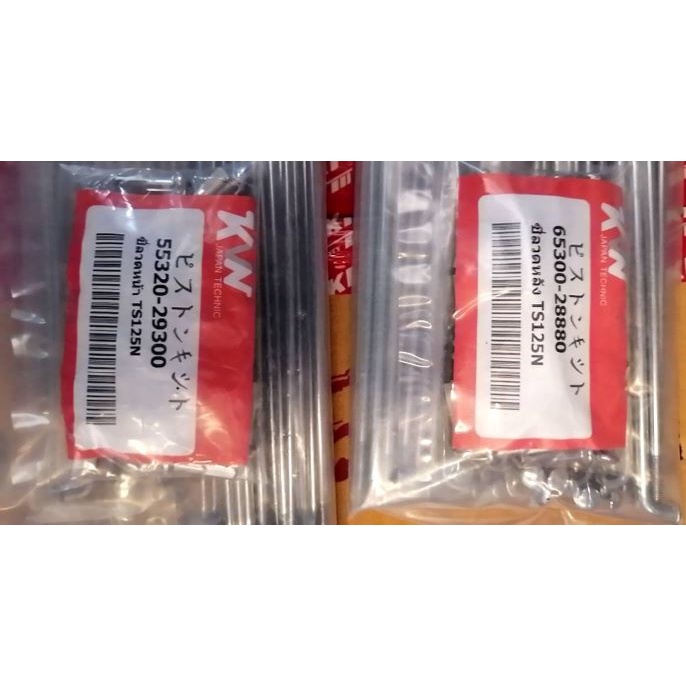 KVN
JAPAN TECHNIC
ピストンキット
55320-29300
ซี่ลวดหน้า TS125N
KVN
JAPAN TECHNIC
ピストンキット
65300-28880
ซี่ลวดหลัง TS125N